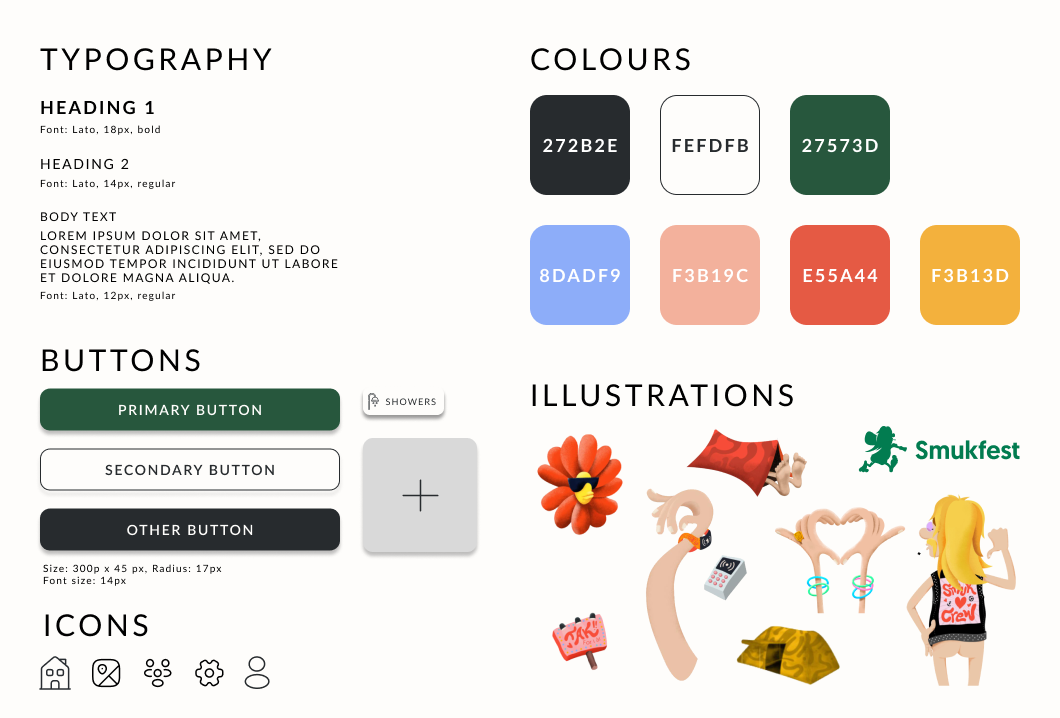 TYPOGRAPHY
HEADING 1
Font: Lato, 18px, bold
HEADING 2
Font: Lato, 14px, regular
BODY TEXT
LOREM IPSUM DOLOR SIT AMET,
CONSECTETUR ADIPISCING ELIT, SED DO
EIUSMOD TEMPOR INCIDIDUNT UT LABORE
ET DOLORE MAGNA ALIQUA.
Font: Lato, 12px, regular
BUTTONS
PRIMARY BUTTON
SECONDARY BUTTON
OTHER BUTTON
Size: 300p x 45 px, Radius: 17px
Font size: 14px
SHOWERS
ICONS
COLOURS
272B2E
FEFDFB
27573D
8DADF9
F3B19C
E55A44
F3B13D
ILLUSTRATIONS
Smukfest
TAK!
SMUK
CREW